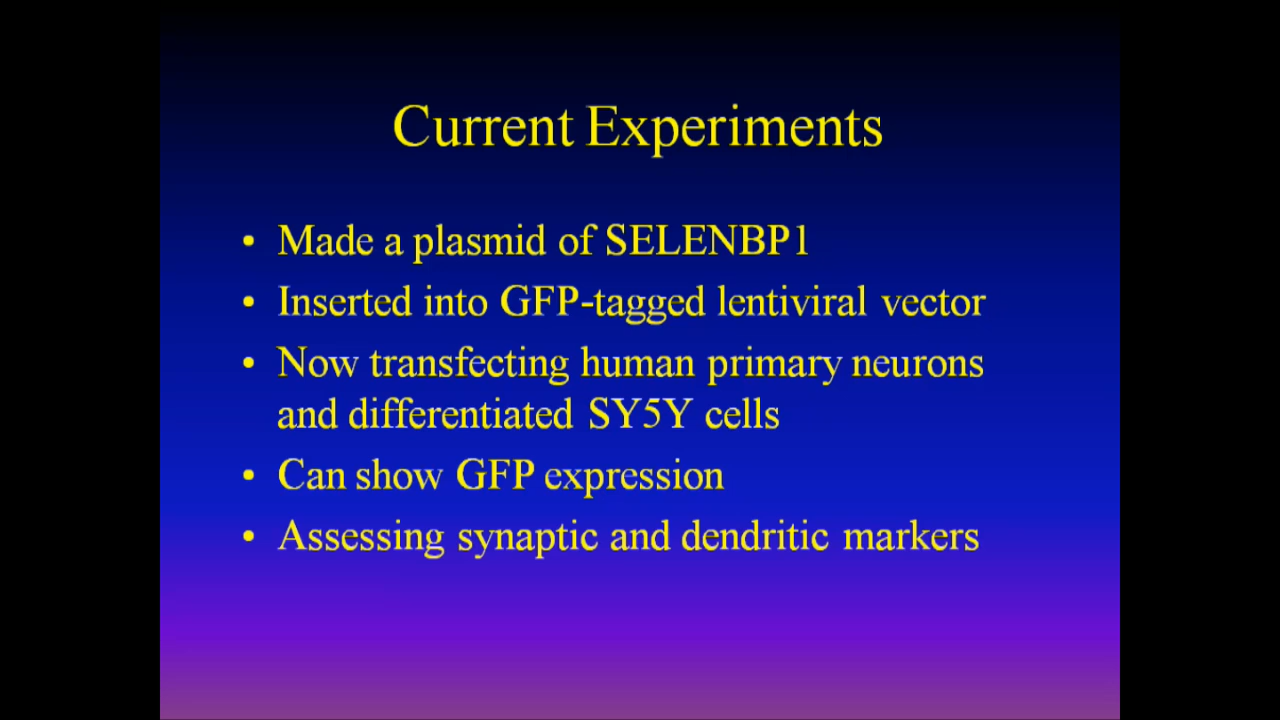 Current Experiments
• Made a plasmid of SELENBP1
• Inserted into GFP-tagged lentiviral vector
• Now transfecting human primary neurons
and differentiated SY5Y cells
• Can show GFP expression
• Assessing synaptic and dendritic markers